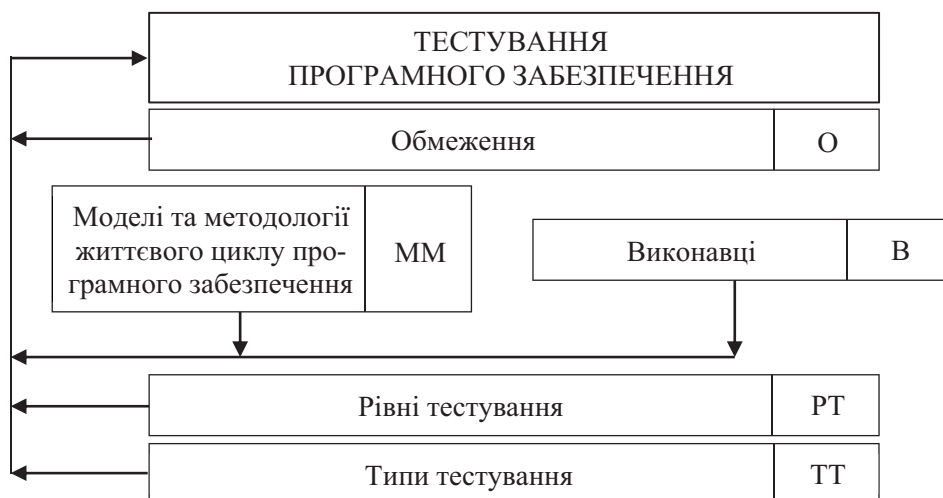 ТЕСТУВАННЯ
ПРОГРАМНОГО ЗАБЕЗПЕЧЕННЯ
Обмеження
О
Моделі та методології
життєвого циклу про-
грамного забезпечення
ММ
Виконавці
В
Рівні тестування
РТ
Типи тестування
ТТ